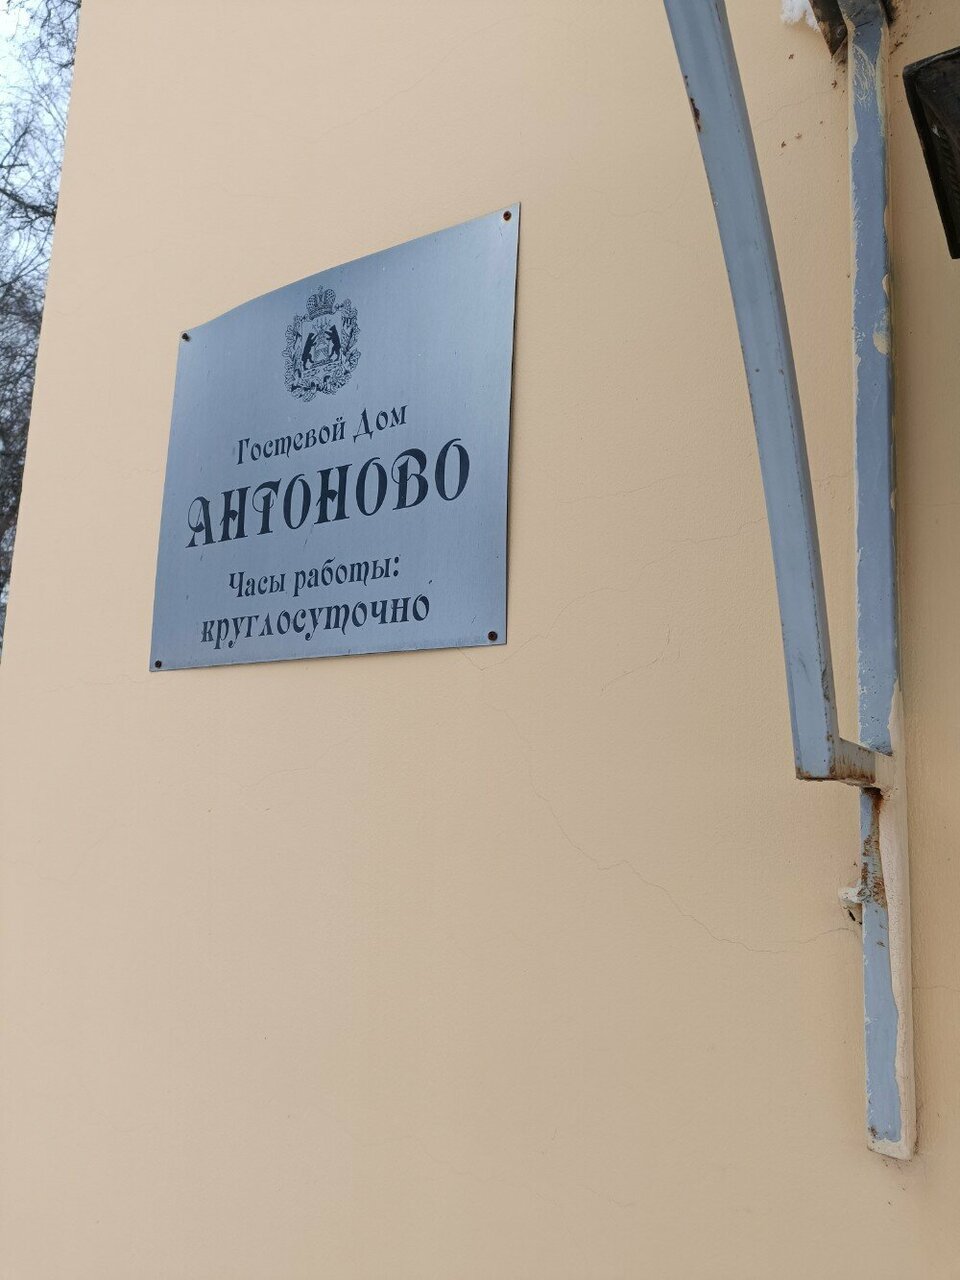 Гостевой Дом
АНТОНОВО
Часы работы:
круглосуточно